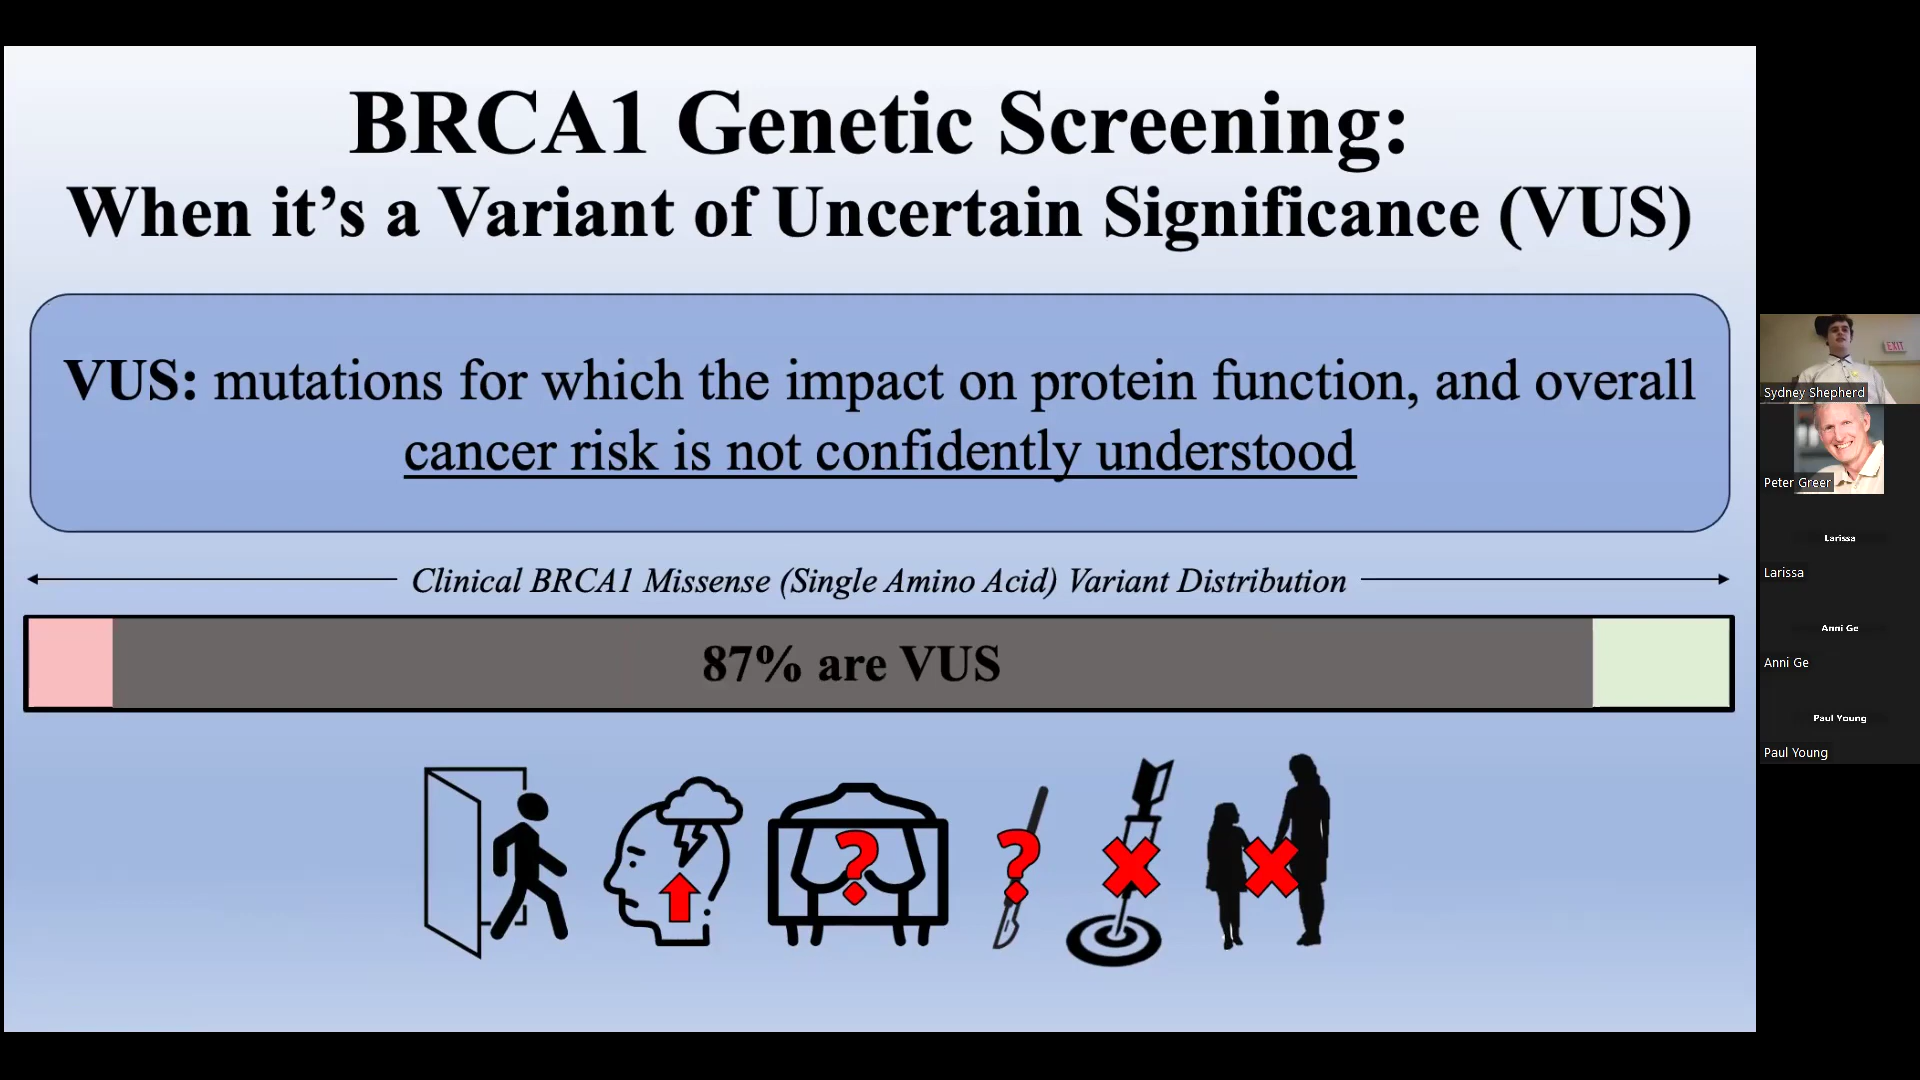 BRCA1 Genetic Screening:
When it’s a Variant of Uncertain Significance (VUS)
VUS: mutations for which the impact on protein function, and overall
cancer risk is not confidently understood
Clinical BRCA1 Missense (Single Amino Acid) Variant Distribution
87% are VUS
?
?
EXIT
Sydney Shepherd
Peter Greer
Larissa
Larissa
Anni Ge
Anni Ge
Paul Young
Paul Young